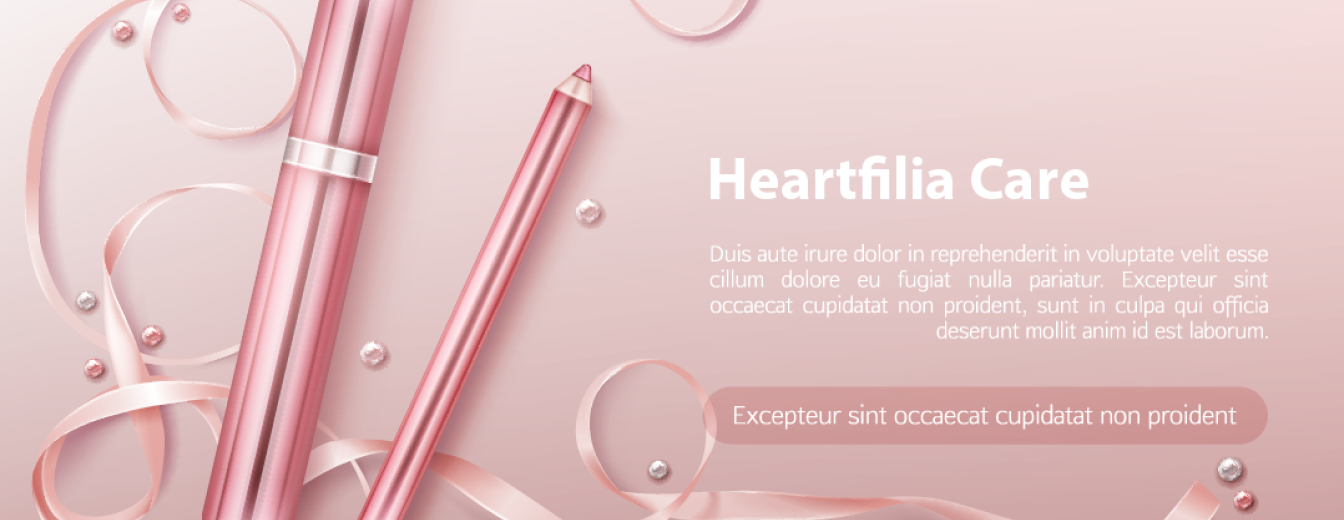 Heartfilia Care
Duis aute irure dolor in reprehenderit in voluptate velit esse
cillum dolore eu fugiat nulla pariatur. Excepteur sint
occaecat cupidatat non proident, sunt in culpa qui officia
deserunt mollit anim id est laborum.
Excepteur sint occaecat cupidatat non proident